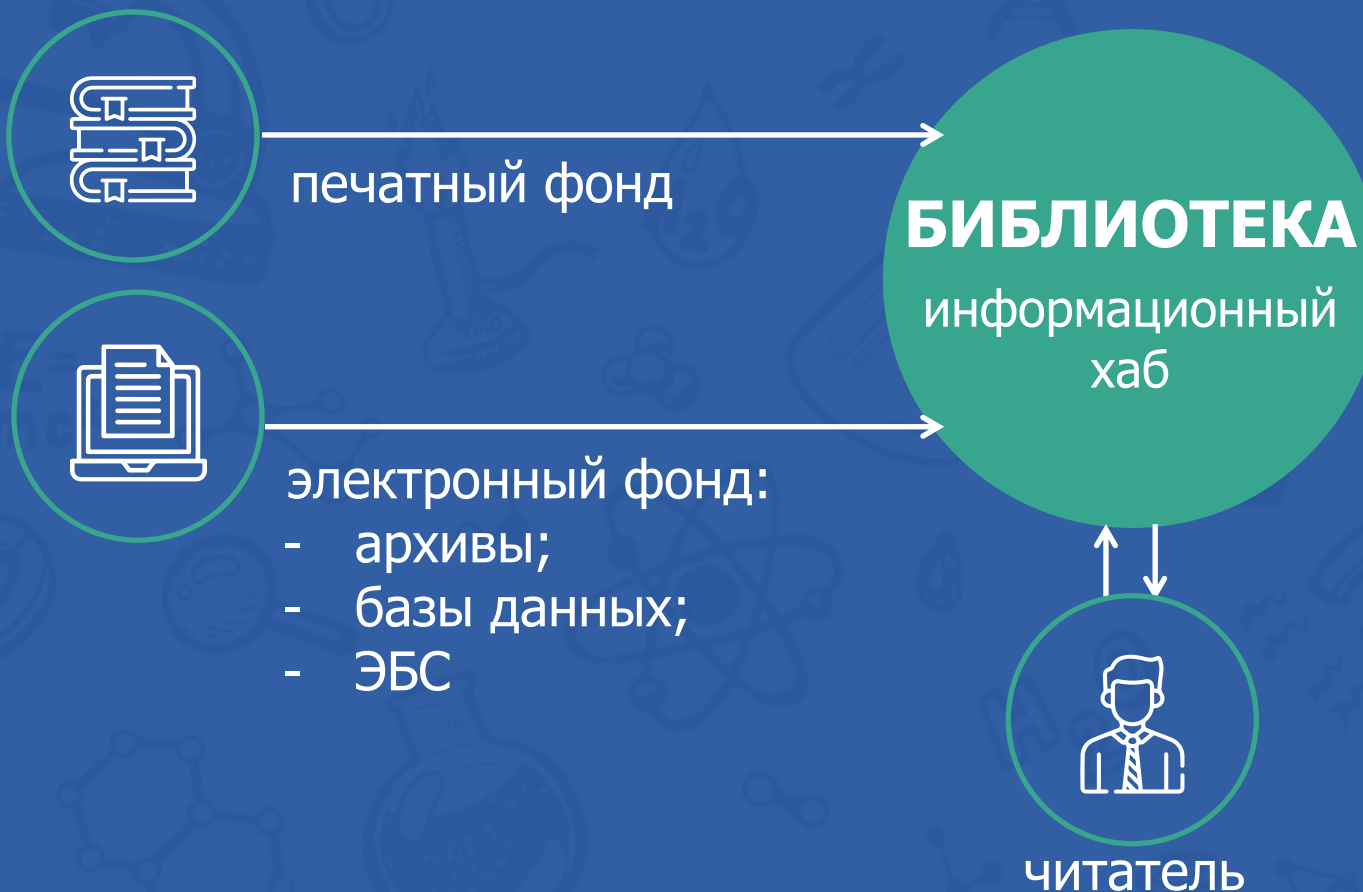 печатный фонд
БИБЛИОТЕКА
информационный
хаб
электронный фонд:
- архивы;
- базы данных;
- ЭБС
читатель